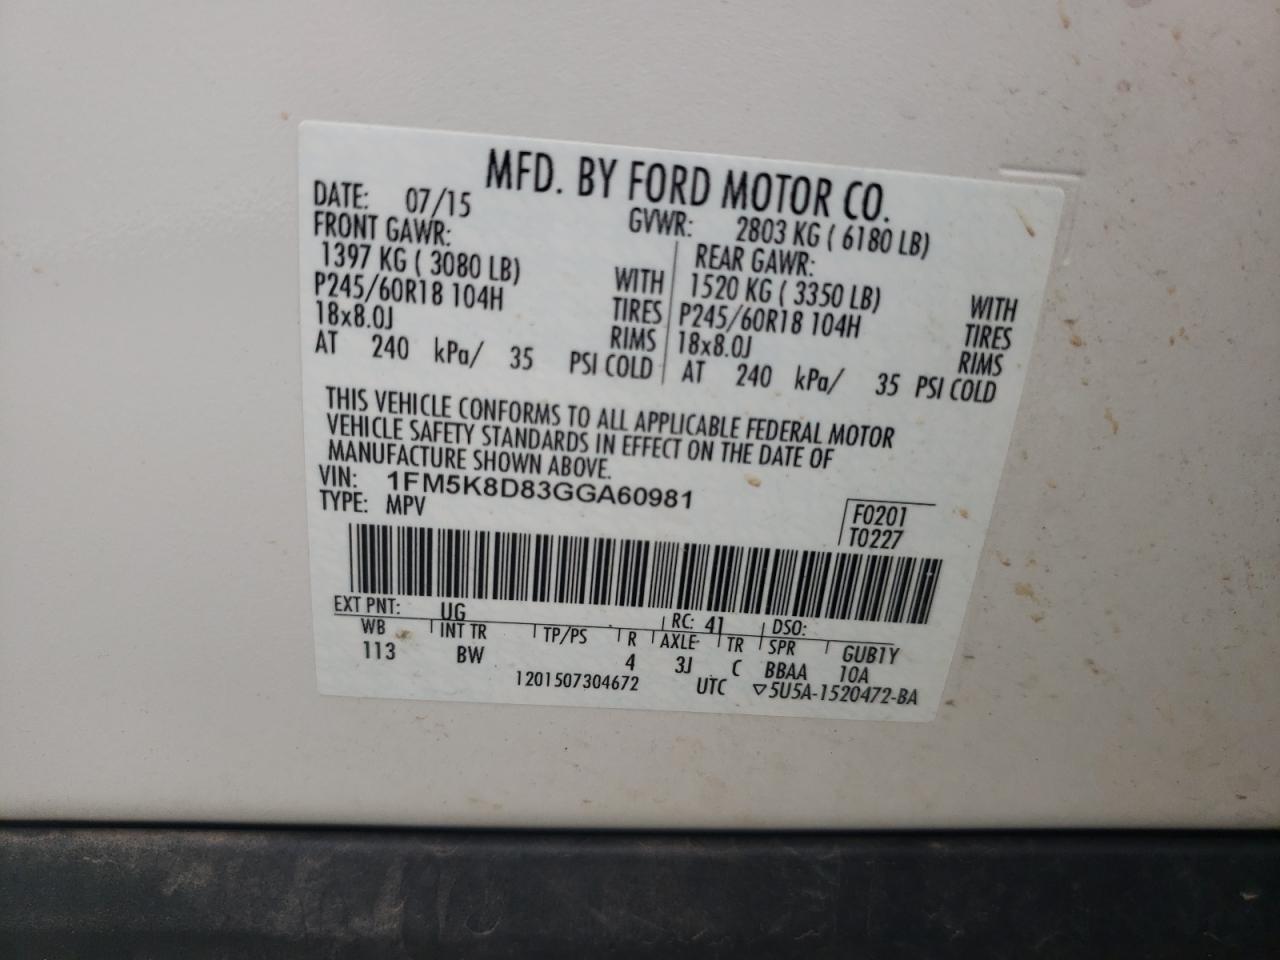 MFD. BY FORD MOTOR CO.
DATE: 07/15 GVWR: 2803 KG ( 6180 LB)
FRONT GAWR: REAR GAWR:
1397 KG ( 3080 LB) WITH 1520 KG ( 3350 LB) WITH
P245/60R18 104H TIRES P245/60R18 104H TIRES
18x8.0J RIMS 18x8.0J RIMS
AT 240 kPa/ 35 PSI COLD AT 240 kPa/ 35 PSI COLD
THIS VEHICLE CONFORMS TO ALL APPLICABLE FEDERAL MOTOR
VEHICLE SAFETY STANDARDS IN EFFECT ON THE DATE OF
MANUFACTURE SHOWN ABOVE.
VIN: 1FM5K8D83GGA60981
TYPE: MPV
F0201
T0227
EXT PNT: UG RC: 41 DSO:
WB INT TR TP/PS R AXLE TR SPR GUB1Y
113 BW 4 3J C BBAA 10A
1201507304672 UTC ▽5U5A-1520472-BA